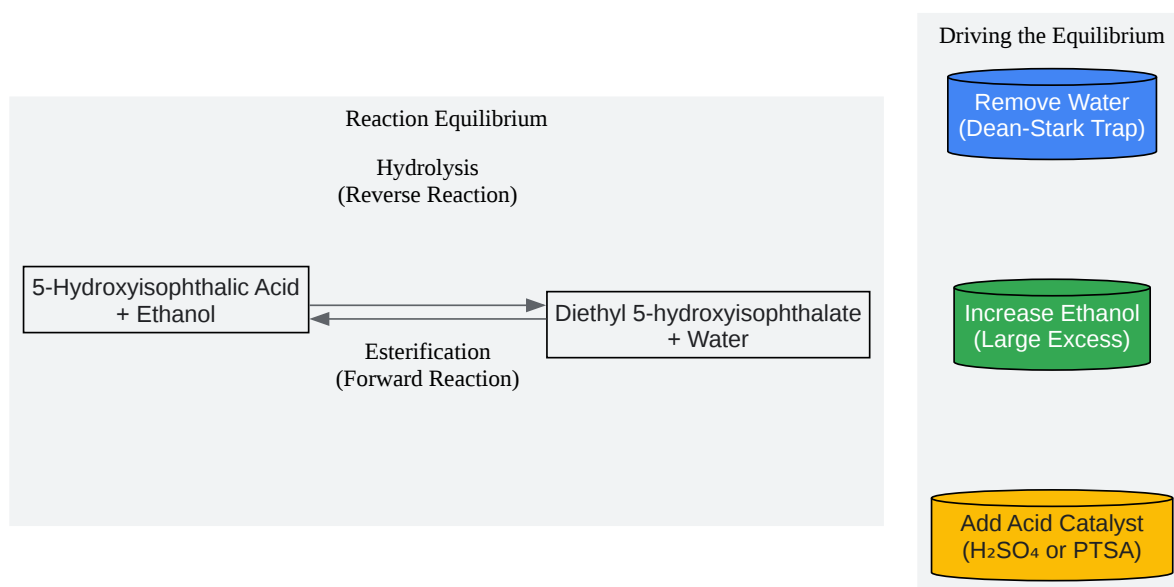 Reaction Equilibrium
Hydrolysis
(Reverse Reaction)
5-Hydroxyisophthalic Acid
+ Ethanol
Diethyl 5-hydroxyisophthalate
+ Water
Esterification
(Forward Reaction)
Driving the Equilibrium
Remove Water
(Dean-Stark Trap)
Increase Ethanol
(Large Excess)
Add Acid Catalyst
(H₂SO₄ or PTSA)